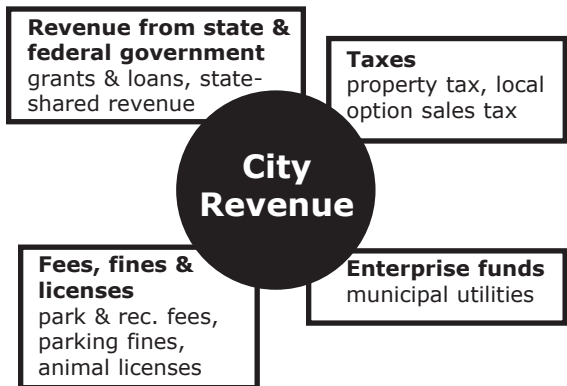 Revenue from state &
federal government
grants & loans, state-
shared revenue
Taxes
property tax, local
option sales tax
City
Revenue
Fees, fines &
licenses
park & rec. fees,
parking fines,
animal licenses
Enterprise funds
municipal utilities